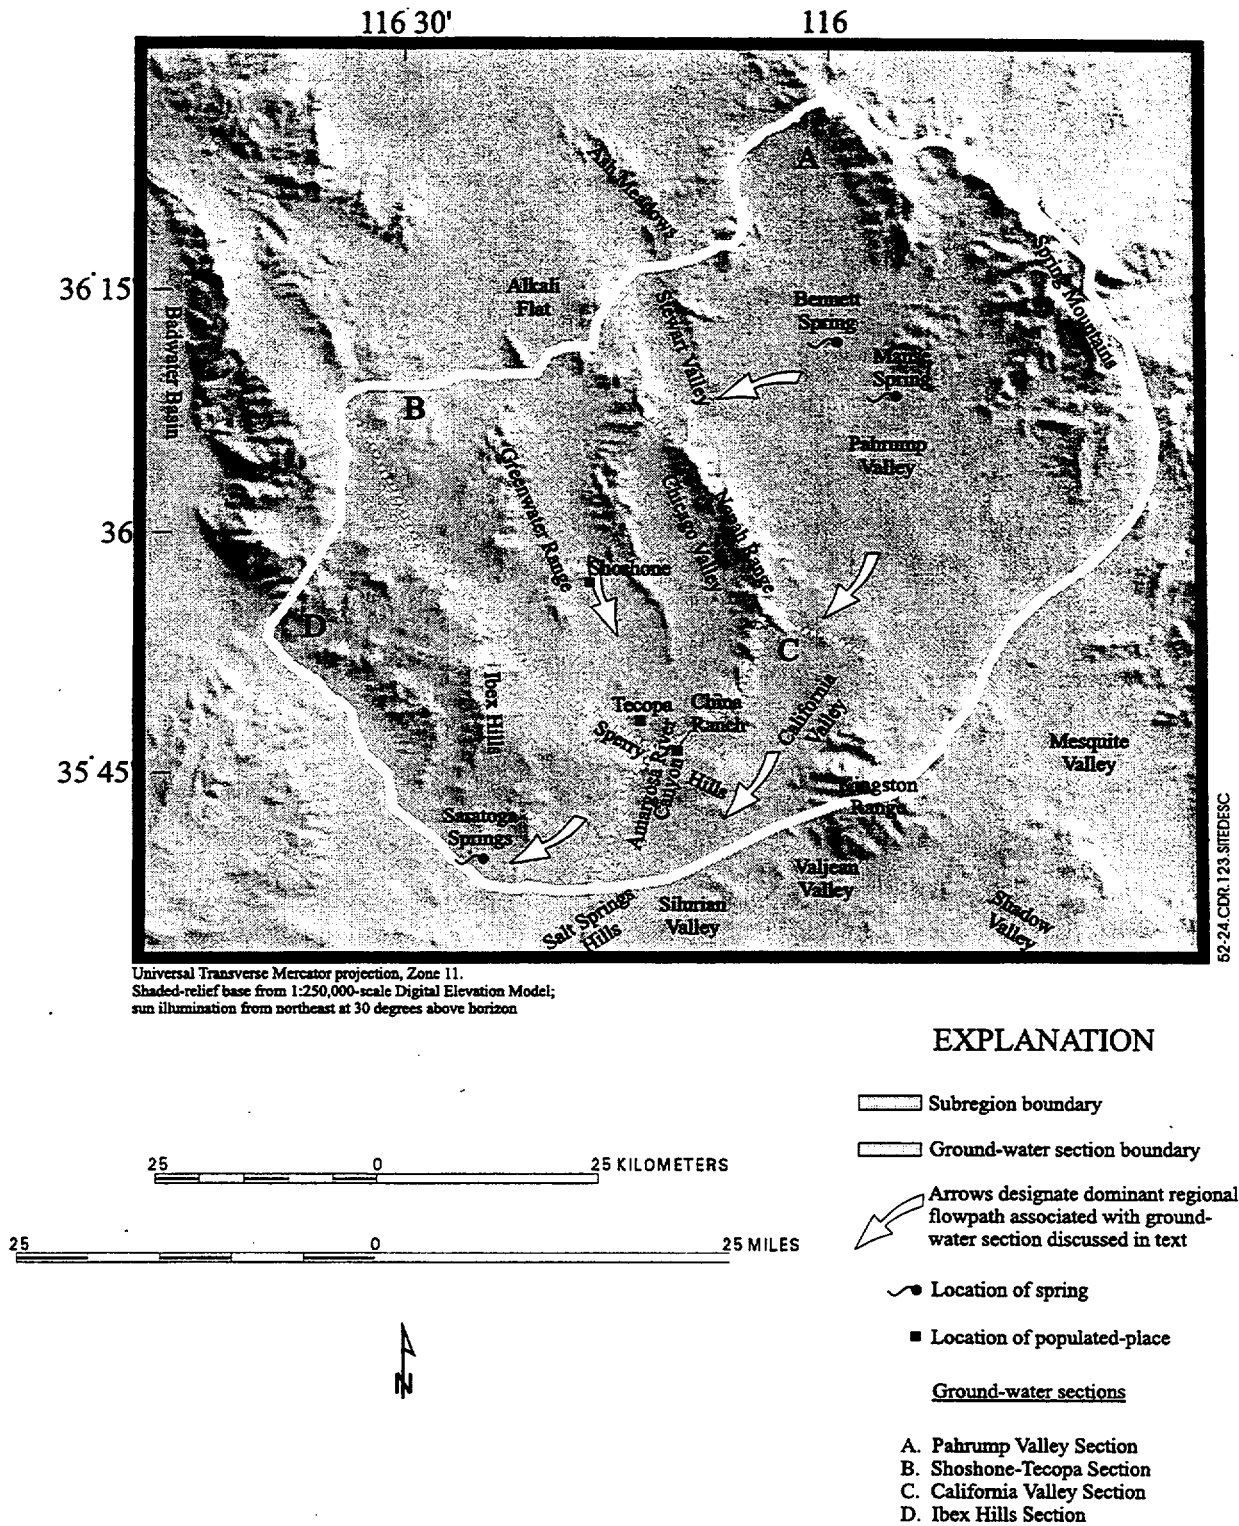 116 30'
116
36° 15'
36
35° 45'
Ash Meadows
A
Spring Mountains
Alkali
Flat
Stewart Valley
Bennett
Spring
Manse
Spring
Badwater Basin
B
Pahrump
Valley
Greenwater Range
Chicago Valley
Nopah Range
Shoshone
D
C
Ibex Hills
Tecopa
China
Ranch
California
Valley
Sperry
Hills
Amargosa River
Canyon
Mesquite
Valley
Kingston
Range
Saratoga
Springs
Valjean
Valley
Salt Springs
Hills
Silurian
Valley
Shadow
Valley
52-24.CDR.123.SITEDESC
Universal Transverse Mercator projection, Zone 11.
Shaded-relief base from 1:250,000-scale Digital Elevation Model;
sun illumination from northeast at 30 degrees above horizon
EXPLANATION
Subregion boundary
Ground-water section boundary
Arrows designate dominant regional
flowpath associated with ground-
water section discussed in text
Location of spring
Location of populated-place
Ground-water sections
A. Pahrump Valley Section
B. Shoshone-Tecopa Section
C. California Valley Section
D. Ibex Hills Section
25 0 25 KILOMETERS
25 0 25 MILES
N